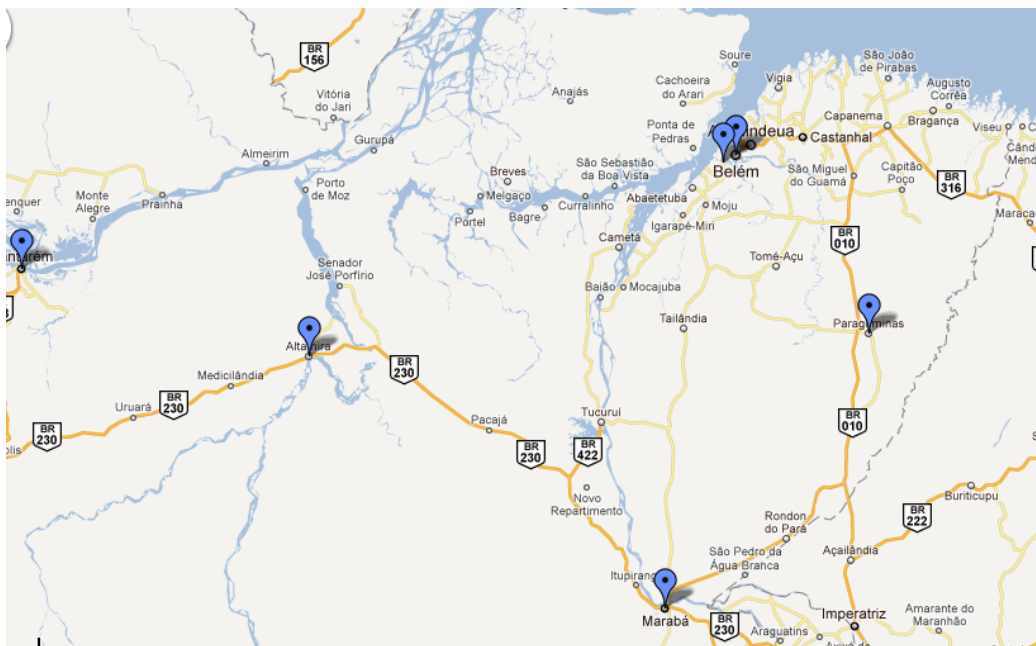 BR
156
Soure
Vigia
São João
de Pirabas
Cachoeira
do Arari
Augusto
Corrêa
Vitória
do Jari
Anajás
Capanema
Bragança
Viseu
Ponta de
Pedras
Castanhal
Gurupá
Almeirim
Belém
São Miguel
do Guamá
Capitão
Poço
BR
316
São Sebastião
da Boa Vista
Breves
Melgaço
Porto
de Moz
Monte
Alegre
Prainha
Portel
Bagre
Curralinho
Abaetetuba
Moju
Igarapé-Miri
BR
010
Cametá
Tomé-Açu
Senador
José Porfírio
Baião
Mocajuba
Tailândia
Paragominas
Altamira
BR
230
Medicilândia
Uruará
BR
230
BR
230
Pacajá
Tucuruí
BR
422
BR
230
BR
010
Novo
Repartimento
Buriticupu
BR
222
Rondon
do Pará
São Pedro da
Água Branca
Açailândia
Marabá
BR
230
Imperatriz
Amarante do
Maranhão
Araguatins